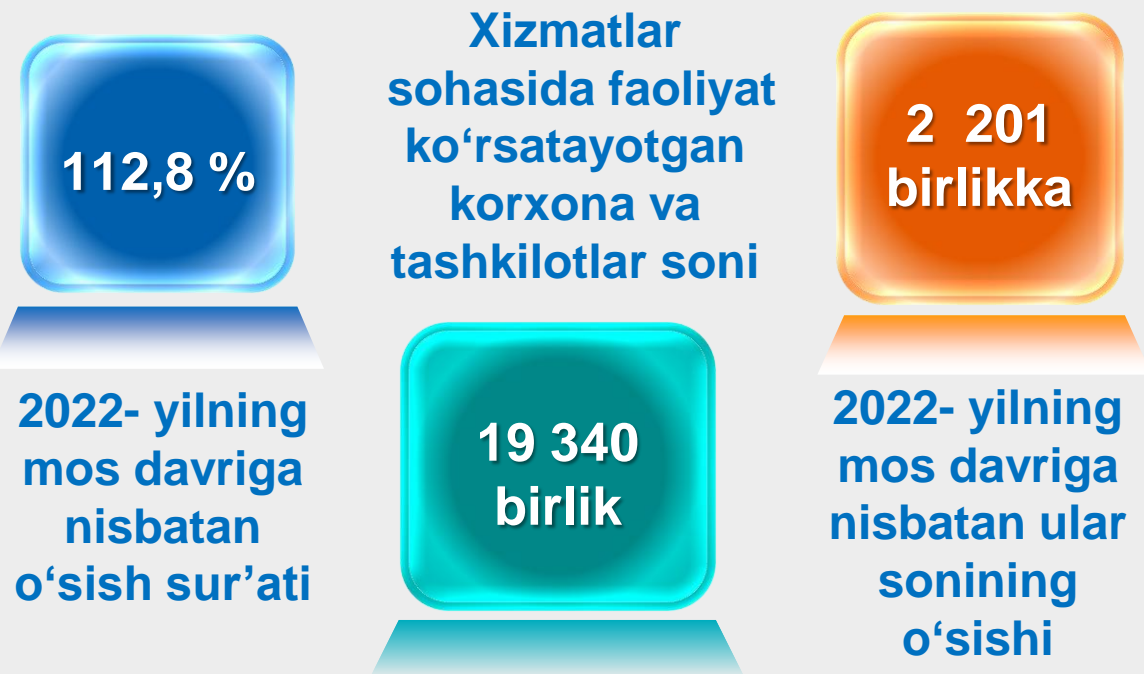 112,8 %
2022- yilning
mos davriga
nisbatan
o‘sish sur’ati
Xizmatlar
sohasida faoliyat
ko‘rsatayotgan
korxona va
tashkilotlar soni
19 340
birlik
2 201
birlikka
2022- yilning
mos davriga
nisbatan ular
sonining
o‘sishi